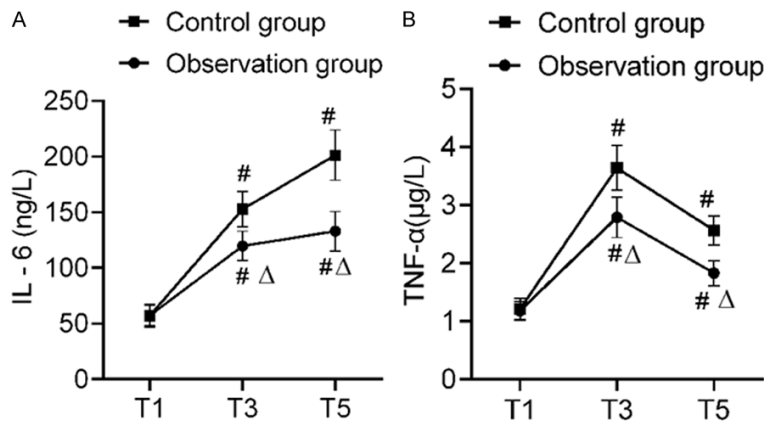 A
Control group
Observation group
IL - 6 (ng/L)
250
200
150
100
50
0
#
#
# Δ
#Δ
T1 T3 T5
B
Control group
Observation group
TNF-α(μg/L)
5
4
3
2
1
0
#
#
#Δ
# Δ
T1 T3 T5